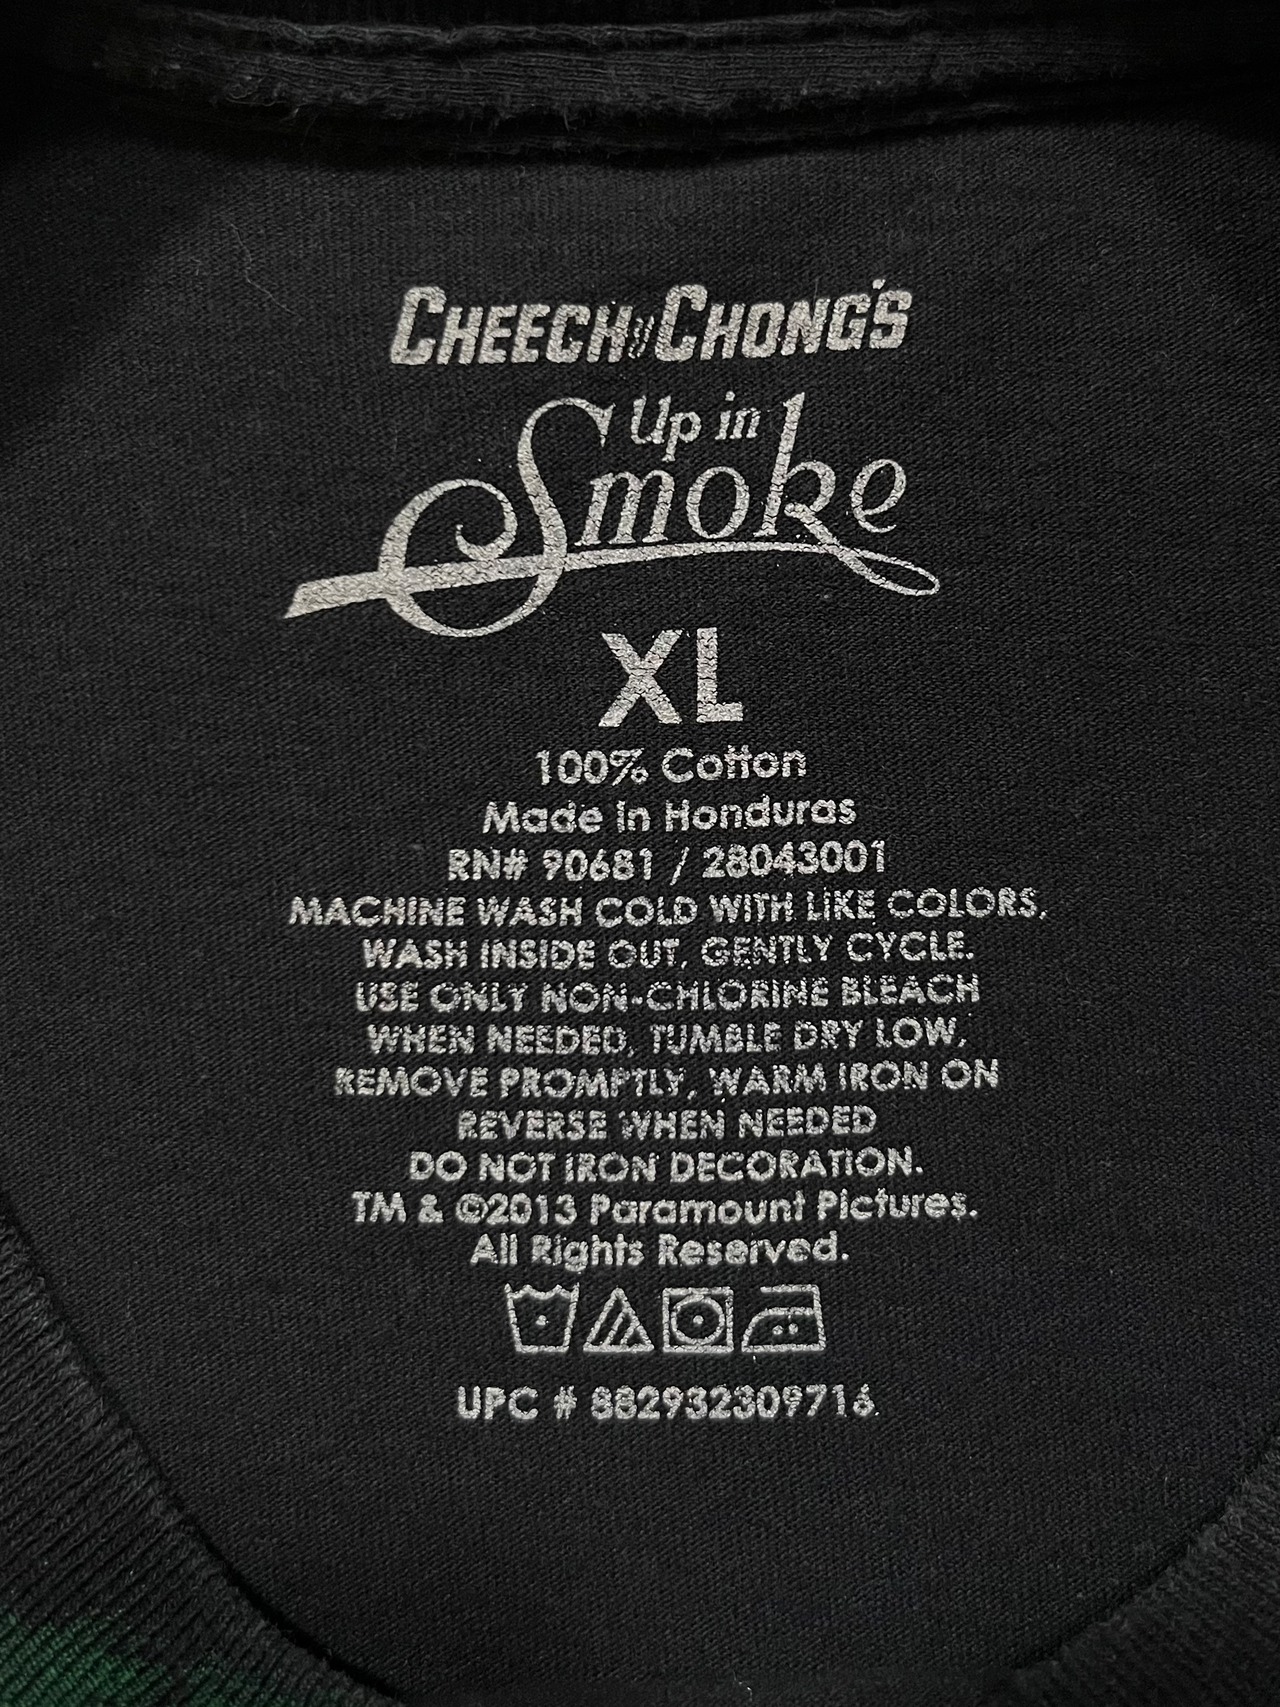 CHEECH y CHONG'S
Up in
Smoke
XL
100% Cotton
Made In Honduras
RN# 90681 / 28043001
MACHINE WASH COLD WITH LIKE COLORS,
WASH INSIDE OUT, GENTLY CYCLE.
USE ONLY NON-CHLORINE BLEACH
WHEN NEEDED, TUMBLE DRY LOW,
REMOVE PROMPTLY, WARM IRON ON
REVERSE WHEN NEEDED
DO NOT IRON DECORATION.
TM & ©2013 Paramount Pictures.
All Rights Reserved.
UPC # 882932309716